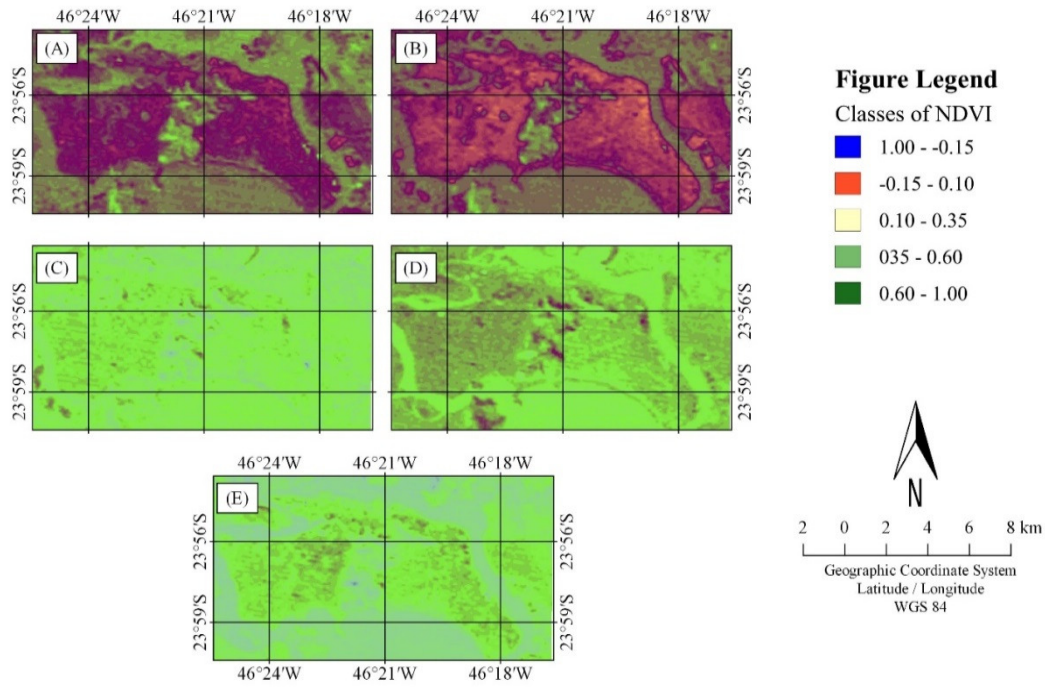 46°24'W 46°21'W 46°18'W 46°24'W 46°21'W 46°18'W
(A) (B)
23°56'S 23°56'S
23°59'S 23°59'S
(C) (D)
23°56'S 23°56'S
23°59'S 23°59'S
46°24'W 46°21'W 46°18'W
(E)
23°56'S 23°56'S
23°59'S 23°59'S
46°24'W 46°21'W 46°18'W
Figure Legend
Classes of NDVI
1.00 - -0.15
-0.15 - 0.10
0.10 - 0.35
035 - 0.60
0.60 - 1.00
N
2 0 2 4 6 8 km
Geographic Coordinate System
Latitude / Longitude
WGS 84